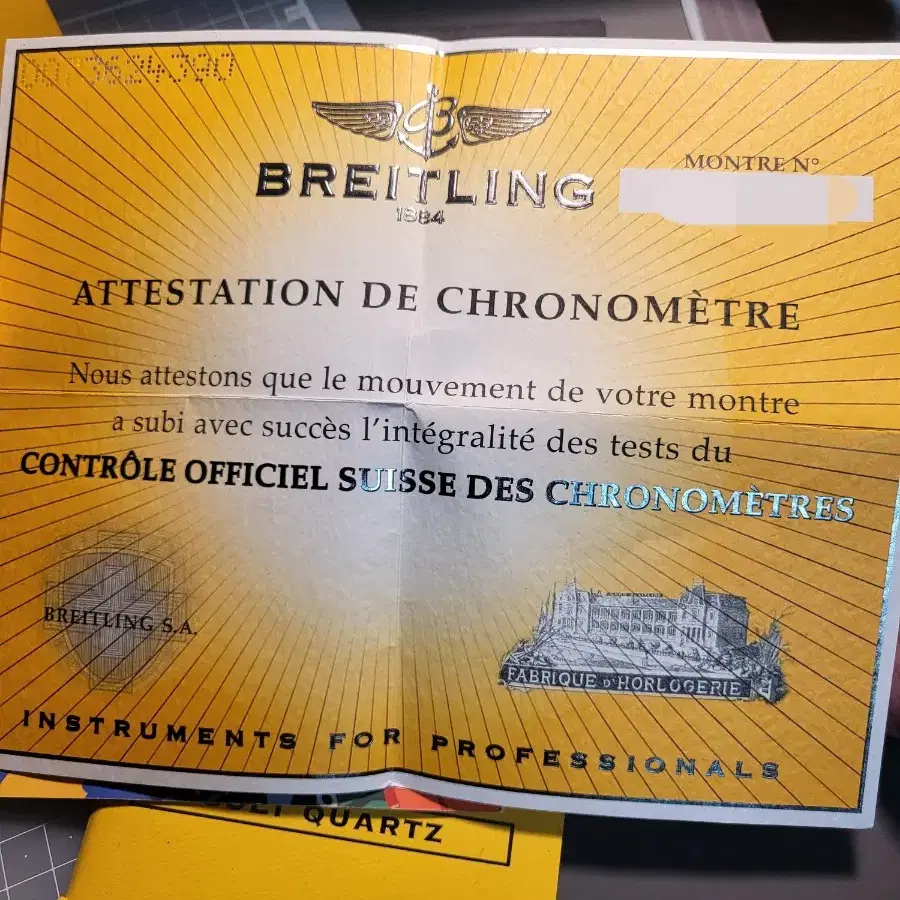 BREITLING
1884
MONTRE N°
ATTESTATION DE CHRONOMÈTRE
Nous attestons que le mouvement de votre montre
a subi avec succès l'intégralité des tests du
CONTRÔLE OFFICIEL SUISSE DES CHRONOMÈTRES
BREITLING S.A.
FABRIQUE D'HORLOGERIE
INSTRUMENTS FOR PROFESSIONALS
QUARTZ